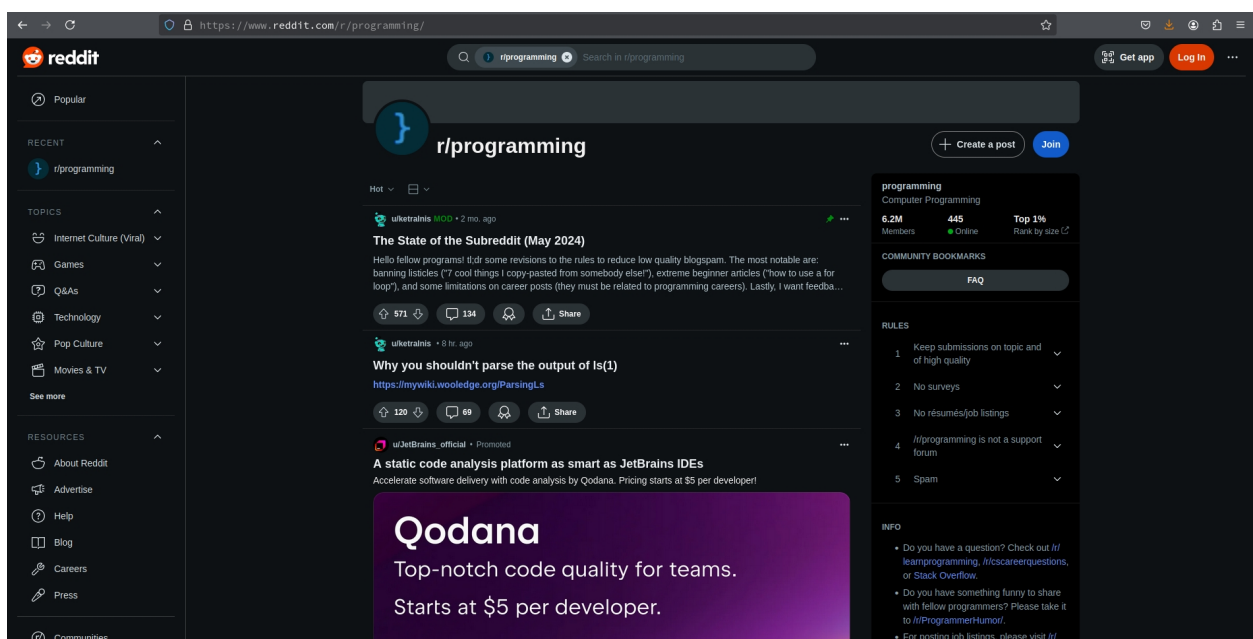 https://www.reddit.com/r/programming/
reddit
r/programming
Search in r/programming
Get app
Log In
Popular
RECENT
r/programming
TOPICS
Internet Culture (Viral)
Games
Q&As
Technology
Pop Culture
Movies & TV
See more
RESOURCES
About Reddit
Advertise
Help
Blog
Careers
Press
Communities
r/programming
Create a post
Join
Hot
u/ketralnis MOD • 2 mo. ago
The State of the Subreddit (May 2024)
Hello fellow programs! tl;dr some revisions to the rules to reduce low quality blogspam. The most notable are:
banning listicles ("7 cool things I copy-pasted from somebody else!"), extreme beginner articles ("how to use a for
loop"), and some limitations on career posts (they must be related to programming careers). Lastly, I want feedba…
571
134
Share
u/ketralnis • 8 hr. ago
Why you shouldn't parse the output of ls(1)
https://mywiki.wooledge.org/ParsingLs
120
69
Share
u/JetBrains_official • Promoted
A static code analysis platform as smart as JetBrains IDEs
Accelerate software delivery with code analysis by Qodana. Pricing starts at $5 per developer!
Qodana
Top-notch code quality for teams.
Starts at $5 per developer.
programming
Computer Programming
6.2M 445 Top 1%
Members Online Rank by size
COMMUNITY BOOKMARKS
FAQ
RULES
1 Keep submissions on topic and
of high quality
2 No surveys
3 No résumés/job listings
4 /r/programming is not a support
forum
5 Spam
INFO
• Do you have a question? Check out /r/
learnprogramming, /r/cscareerquestions,
or Stack Overflow.
• Do you have something funny to share
with fellow programmers? Please take it
to /r/ProgrammerHumor/.
• For posting job listings, please visit /r/